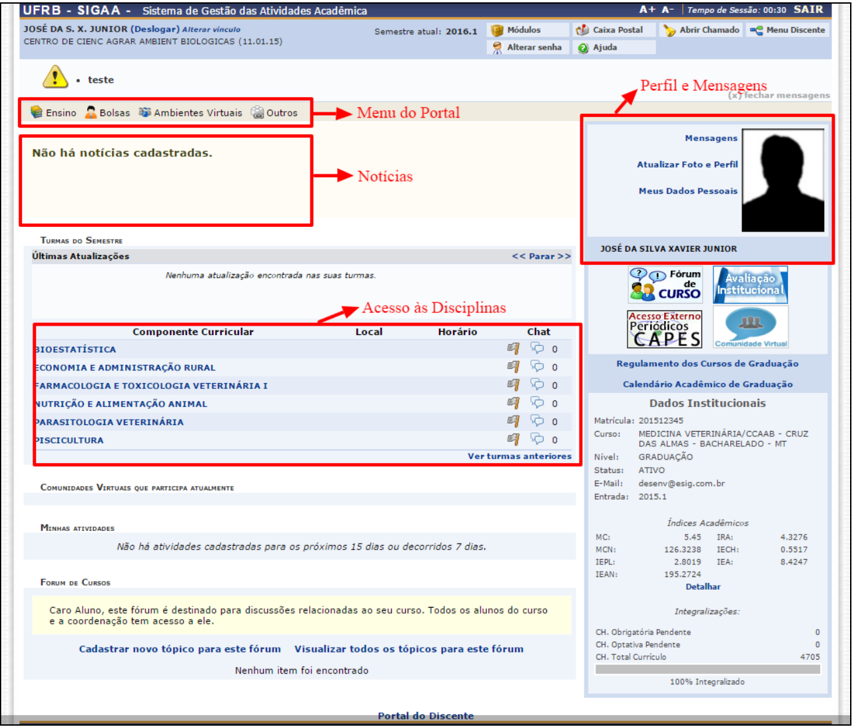 UFRB - SIGAA - Sistema de Gestão das Atividades Acadêmica
A+ A- Tempo de Sessão: 00:30 SAIR
JOSÉ DA S. X. JUNIOR (Deslogar) Alterar vínculo
CENTRO DE CIENC AGRAR AMBIENT BIOLOGICAS (11.01.15)
Semestre atual: 2016.1
Módulos
Caixa Postal
Abrir Chamado
Menu Discente
Alterar senha
Ajuda
teste
Perfil e Mensagens
(x) fechar mensagens
Ensino Bolsas Ambientes Virtuais Outros
Menu do Portal
Não há notícias cadastradas.
Notícias
Mensagens
Atualizar Foto e Perfil
Meus Dados Pessoais
JOSÉ DA SILVA XAVIER JUNIOR
TURMAS DO SEMESTRE
Últimas Atualizações << Parar >>
Nenhuma atualização encontrada nas suas turmas.
Acesso às Disciplinas
Componente Curricular Local Horário Chat
BIOESTATÍSTICA 0
ECONOMIA E ADMINISTRAÇÃO RURAL 0
FARMACOLOGIA E TOXICOLOGIA VETERINÁRIA I 0
NUTRIÇÃO E ALIMENTAÇÃO ANIMAL 0
PARASITOLOGIA VETERINÁRIA 0
PISCICULTURA 0
Ver turmas anteriores
COMUNIDADES VIRTUAIS QUE PARTICIPA ATUALMENTE
MINHAS ATIVIDADES
Não há atividades cadastradas para os próximos 15 dias ou decorridos 7 dias.
FORUM DE CURSOS
Caro Aluno, este fórum é destinado para discussões relacionadas ao seu curso. Todos os alunos do curso
e a coordenação tem acesso a ele.
Cadastrar novo tópico para este fórum Visualizar todos os tópicos para este fórum
Nenhum item foi encontrado
Fórum
de
CURSO
Avaliação
Institucional
Acesso Externo
Periódicos
CAPES
Comunidade Virtual
Regulamento dos Cursos de Graduação
Calendário Acadêmico de Graduação
Dados Institucionais
Matrícula: 201512345
Curso: MEDICINA VETERINÁRIA/CCAAB - CRUZ
DAS ALMAS - BACHARELADO - MT
Nível: GRADUAÇÃO
Status: ATIVO
E-Mail: desenv@esig.com.br
Entrada: 2015.1
Índices Acadêmicos
MC: 5.45 IRA: 4.3276
MCN: 126.3238 IECH: 0.5517
IEPL: 2.8019 IEA: 8.4247
IEAN: 195.2724
Detalhar
Integralizações:
CH. Obrigatória Pendente 0
CH. Optativa Pendente 0
CH. Total Currículo 4705
100% Integralizado
Portal do Discente